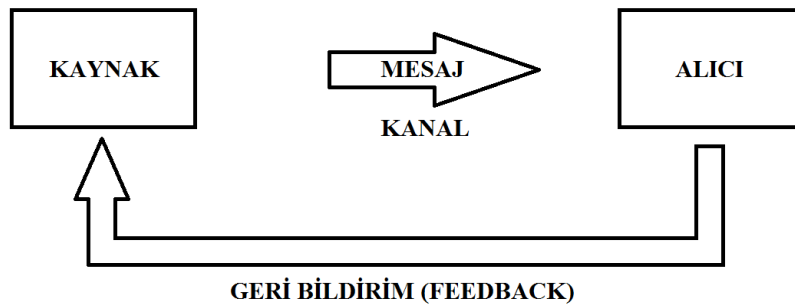 KAYNAK
MESAJ
ALICI
KANAL
GERİ BİLDİRİM (FEEDBACK)